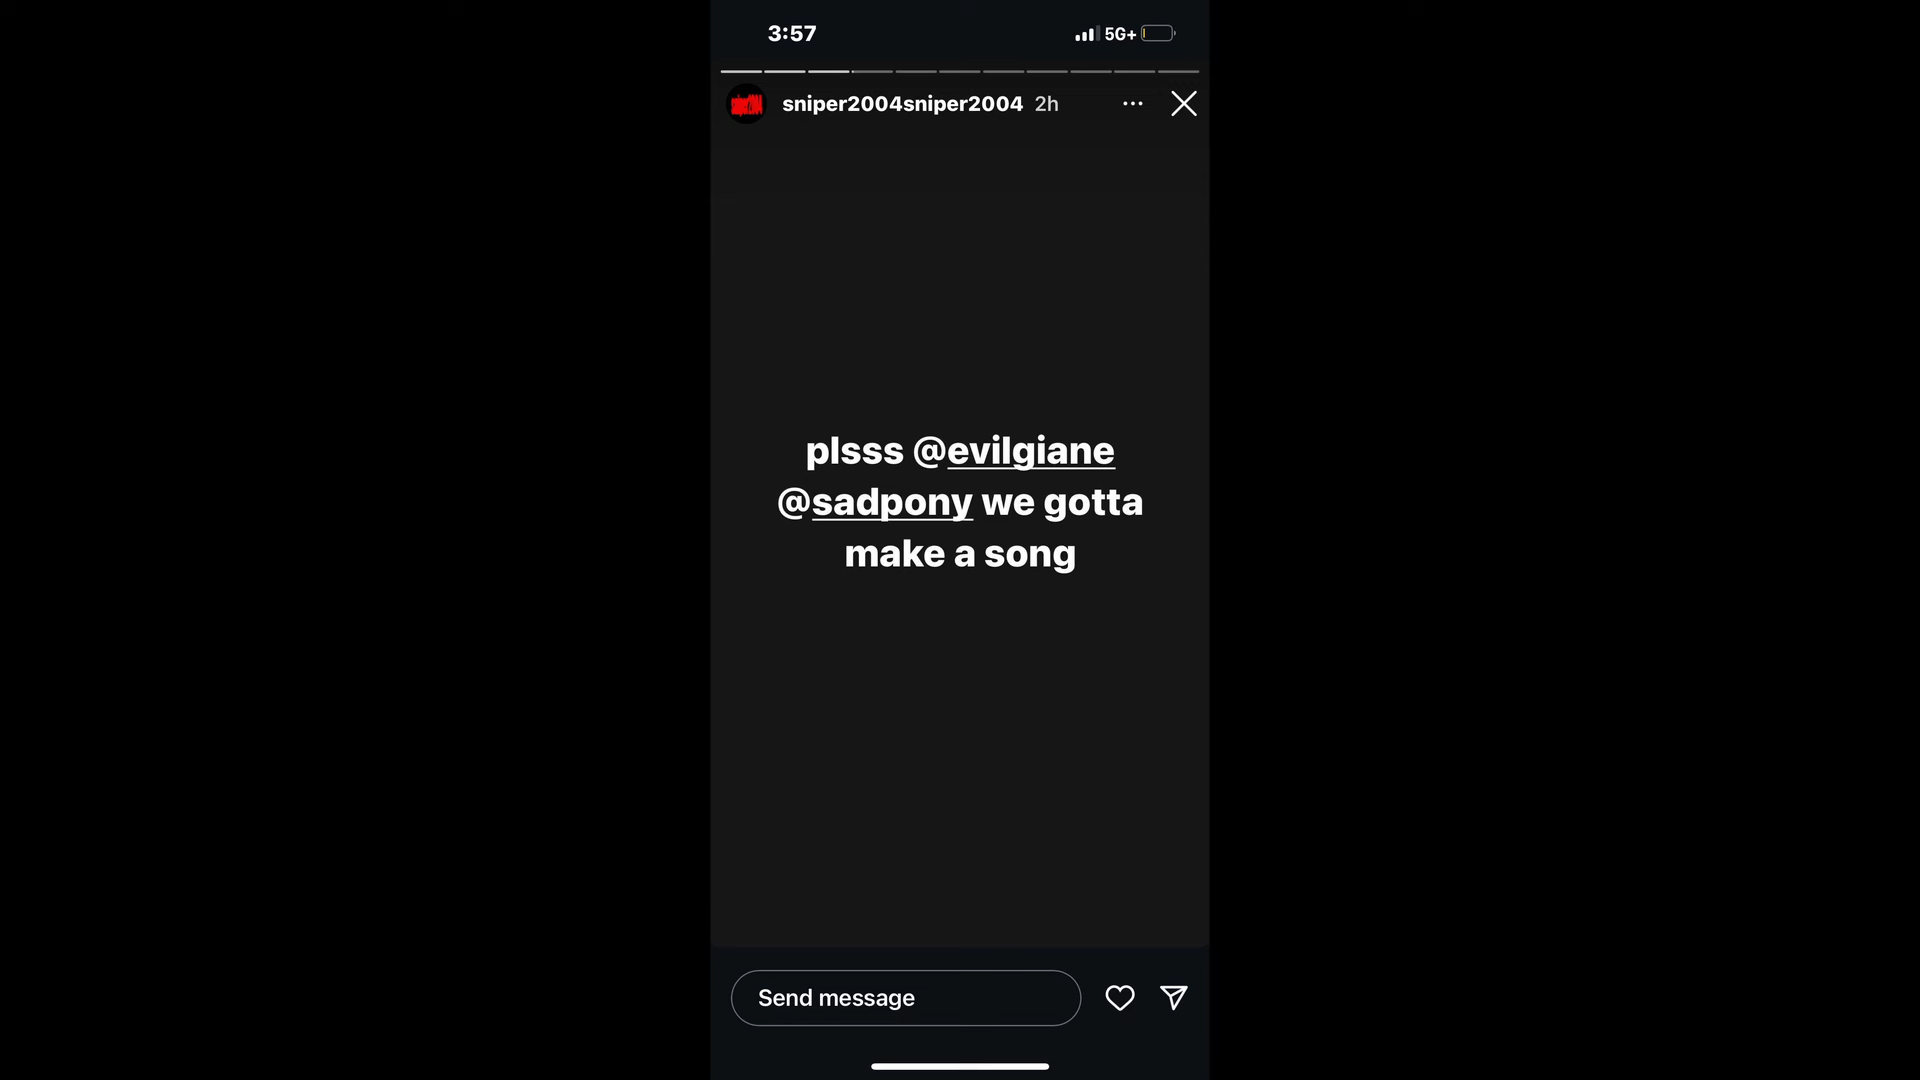 3:57
5G+
sniper2004sniper2004 2h
plsss @evilgiane
@sadpony we gotta
make a song
Send message